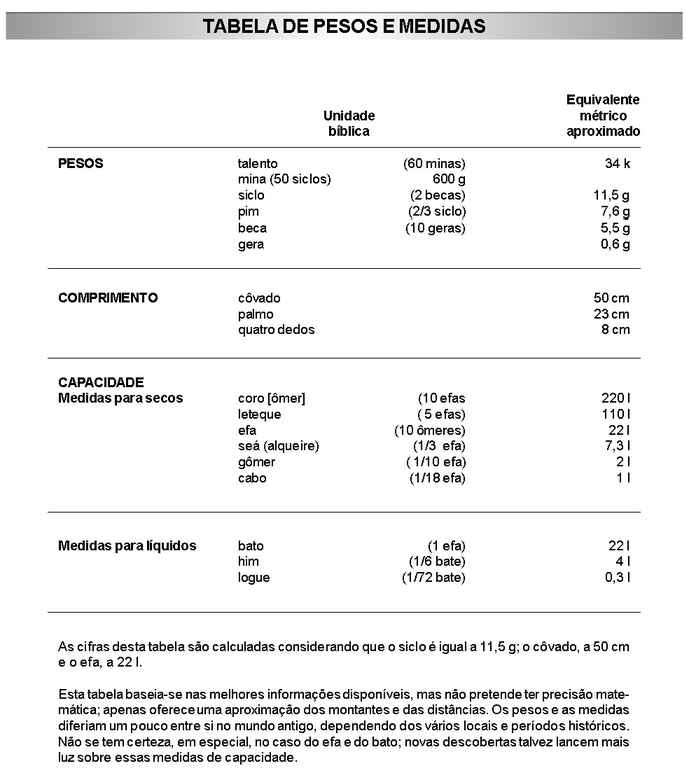 TABELA DE PESOS E MEDIDAS
Unidade bíblica
Equivalente métrico aproximado
PESOS talento (60 minas) 34 k
mina (50 siclos) 600 g
siclo (2 becas) 11,5 g
pim (2/3 siclo) 7,6 g
beca (10 geras) 5,5 g
gera 0,6 g
COMPRIMENTO côvado 50 cm
palmo 23 cm
quatro dedos 8 cm
CAPACIDADE
Medidas para secos coro [ômer] (10 efas 220 l
leteque ( 5 efas) 110 l
efa (10 ômeres) 22 l
seá (alqueire) (1/3 efa) 7,3 l
gômer ( 1/10 efa) 2 l
cabo (1/18 efa) 1 l
Medidas para líquidos bato (1 efa) 22 l
him (1/6 bate) 4 l
logue (1/72 bate) 0,3 l
As cifras desta tabela são calculadas considerando que o siclo é igual a 11,5 g; o côvado, a 50 cm
e o efa, a 22 l.
Esta tabela baseia-se nas melhores informações disponíveis, mas não pretende ter precisão mate-
mática; apenas oferece uma aproximação dos montantes e das distâncias. Os pesos e as medidas
diferiam um pouco entre si no mundo antigo, dependendo dos vários locais e períodos históricos.
Não se tem certeza, em especial, no caso do efa e do bato; novas descobertas talvez lancem mais
luz sobre essas medidas de capacidade.